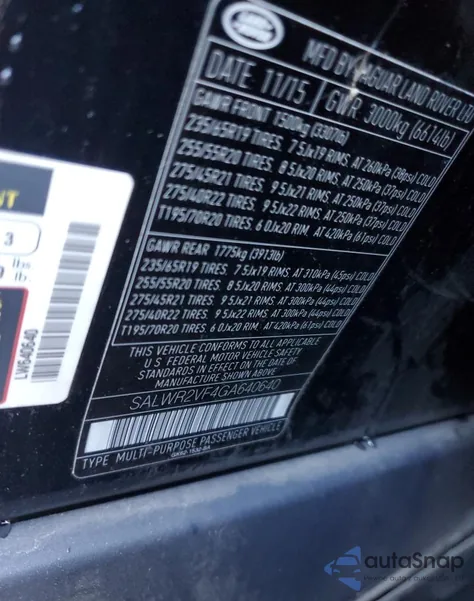 LAND ROVER
MFD BY JAGUAR LAND ROVER
DATE 11/15 GWR 3000kg (6614lb)
GAWR FRONT 1500kg (3307lb)
235/65R19 TIRES. 7.5Jx19 RIMS. AT 260kPa (38psi) COLD
255/55R20 TIRES. 8.5Jx20 RIMS. AT 250kPa (37psi) COLD
275/45R21 TIRES. 9.5Jx21 RIMS. AT 250kPa (37psi) COLD
275/40R22 TIRES. 9.5Jx22 RIMS. AT 250kPa (37psi) COLD
T195/70R20 TIRES. 6.0Jx20 RIM. AT 420kPa (61psi) COLD
GAWR REAR 1775kg (3913lb)
235/65R19 TIRES 7.5Jx19 RIMS AT 310kPa (45psi) COLD
255/55R20 TIRES. 8.5Jx20 RIMS. AT 300kPa (44psi) COLD
275/45R21 TIRES. 9.5Jx21 RIMS. AT 300kPa (44psi) COLD
275/40R22 TIRES. 9.5Jx22 RIMS. AT 300kPa (44psi) COLD
T195/70R20 TIRES. 6.0Jx20 RIM. AT 420kPa (61psi) COLD
THIS VEHICLE CONFORMS TO ALL APPLICABLE
U.S. FEDERAL MOTOR VEHICLE SAFETY
STANDARDS IN EFFECT ON THE DATE OF
MANUFACTURE SHOWN ABOVE
SALWR2VF4GA640640
TYPE MULTI-PURPOSE PASSENGER VEHICLE
NT
3
lbs.
LW640640
autoSnap